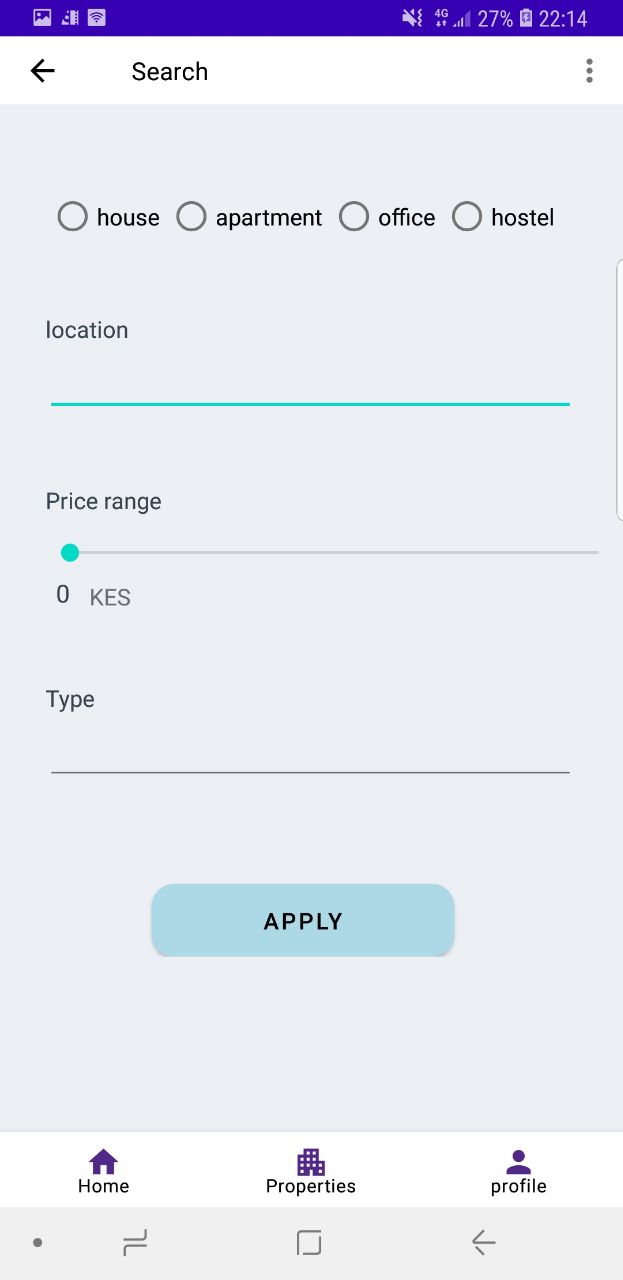 4G 27% 22:14
Search
house apartment office hostel
location
Price range
0 KES
Type
APPLY
Home Properties profile